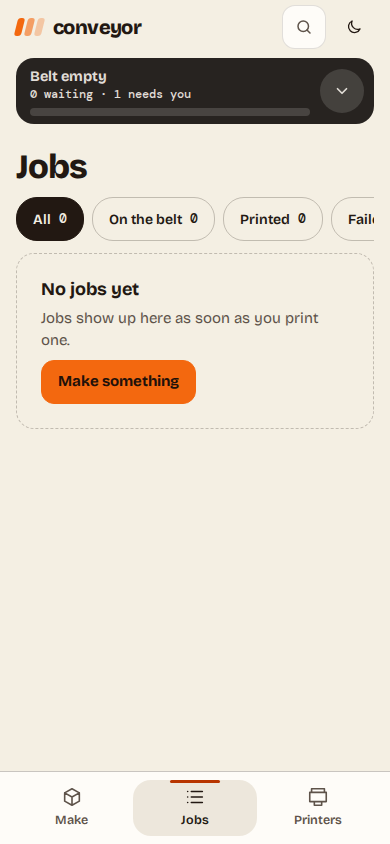 conveyor
Belt empty
0 waiting · 1 needs you
Jobs
All 0
On the belt 0
Printed 0
Faile
No jobs yet
Jobs show up here as soon as you print
one.
Make something
Make
Jobs
Printers